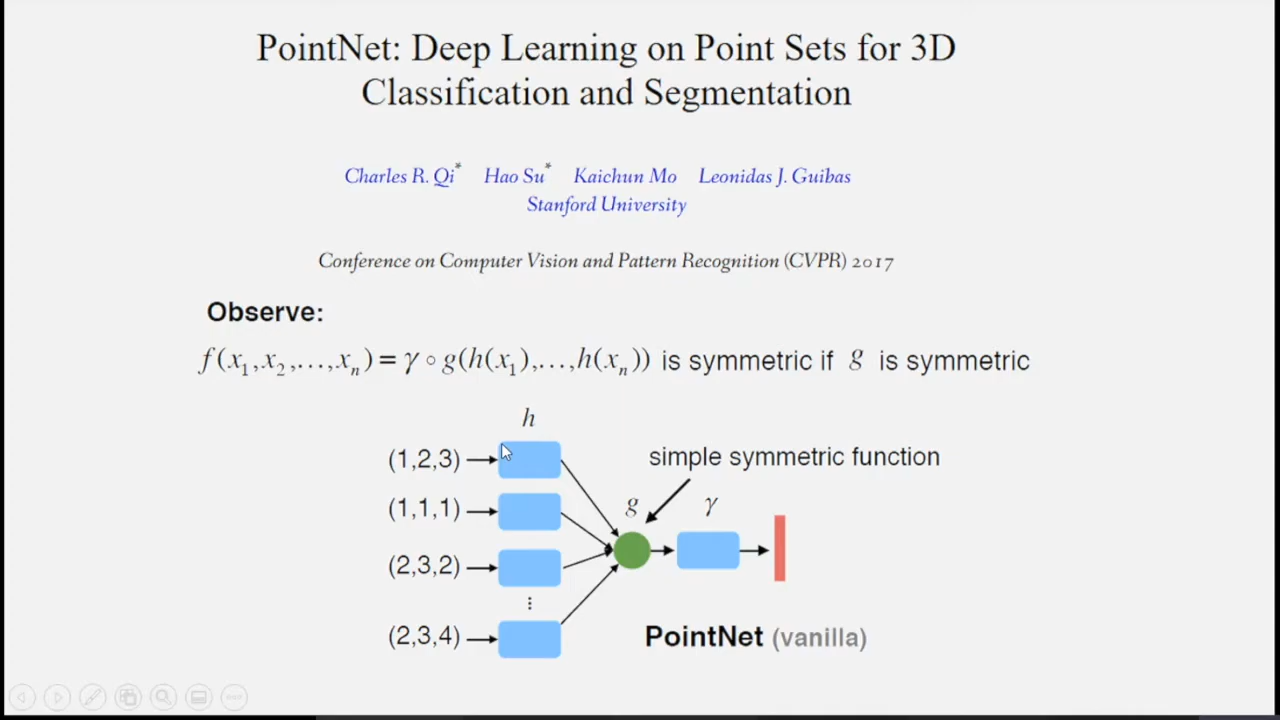 PointNet: Deep Learning on Point Sets for 3D
Classification and Segmentation
Charles R. Qi* Hao Su* Kaichun Mo Leonidas J. Guibas
Stanford University
Conference on Computer Vision and Pattern Recognition (CVPR) 2017
Observe:
f(x₁,x₂,...,xₙ) = γ ∘ g(h(x₁),...,h(xₙ)) is symmetric if g is symmetric
h
(1,2,3)
simple symmetric function
(1,1,1)
g γ
(2,3,2)
⋮
(2,3,4)
PointNet (vanilla)